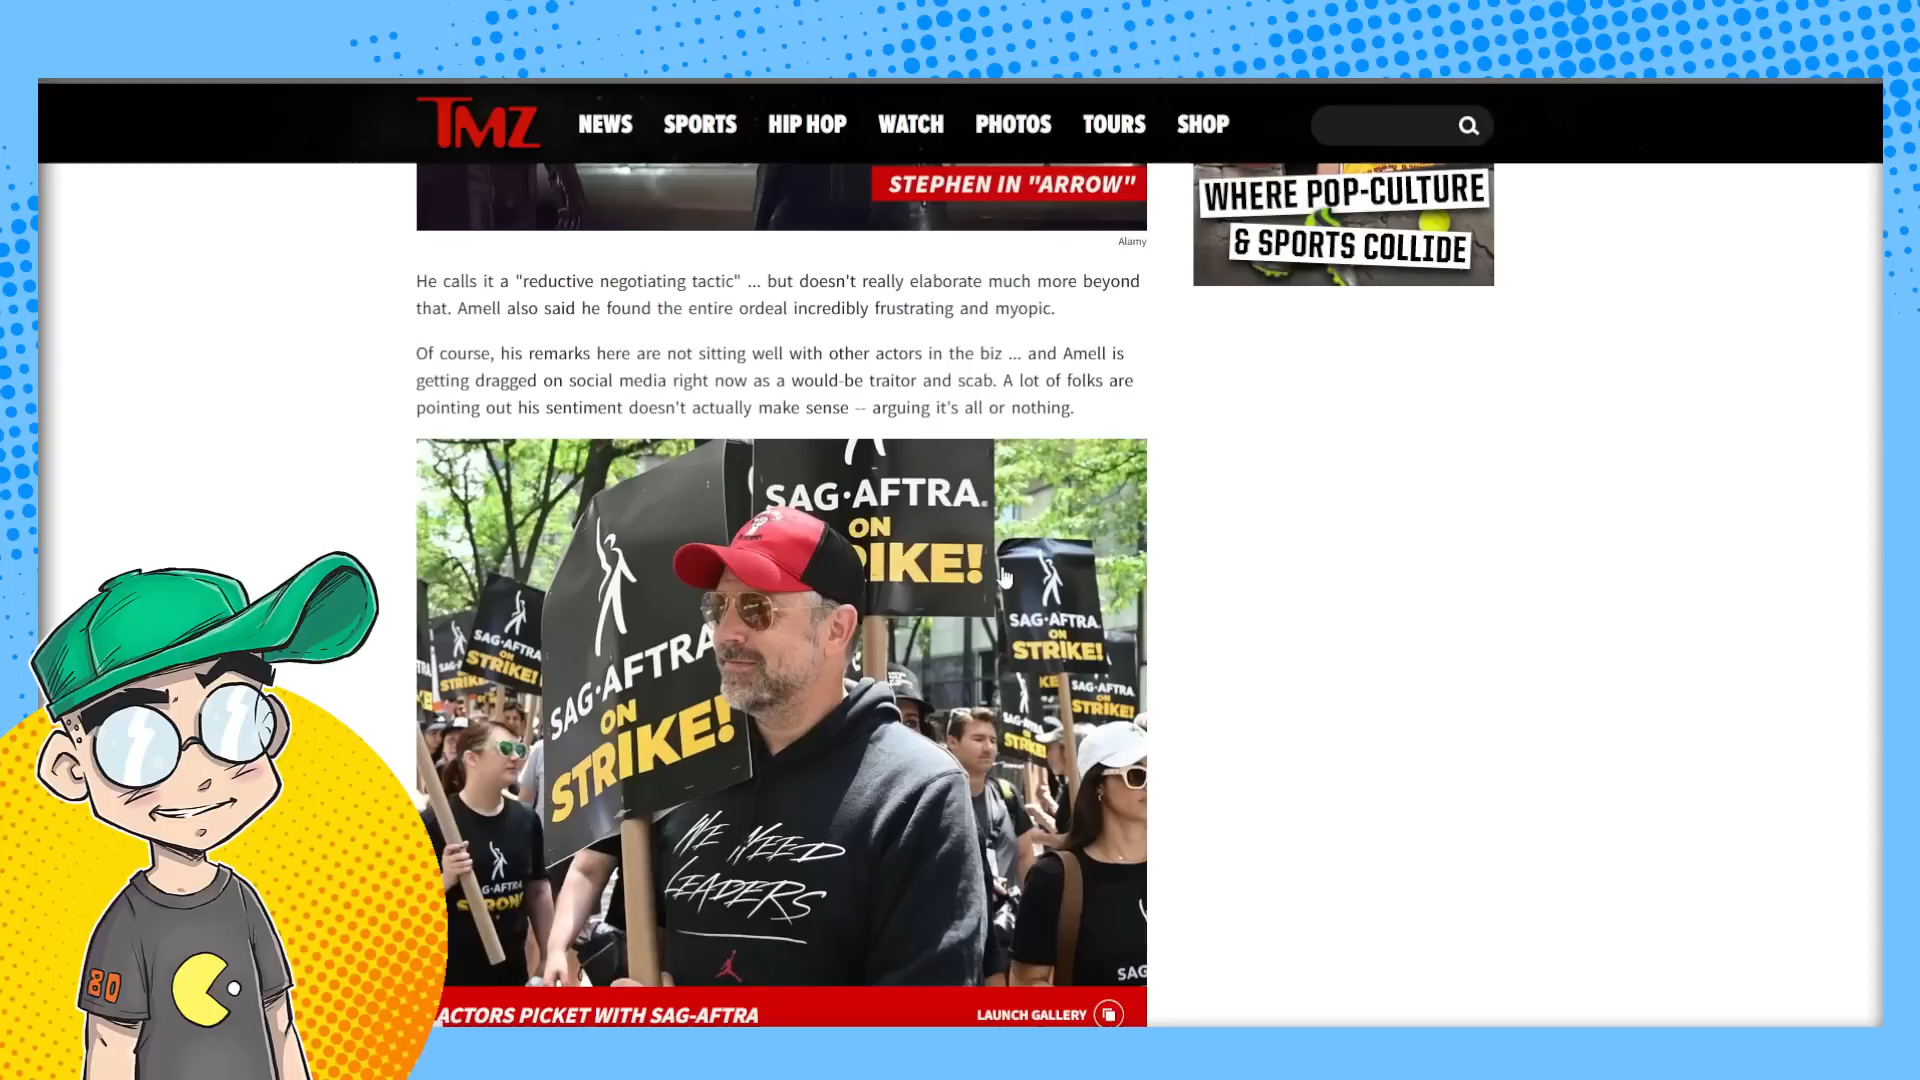 TMZ
NEWS SPORTS HIP HOP WATCH PHOTOS TOURS SHOP
STEPHEN IN "ARROW"
Alamy
WHERE POP-CULTURE
& SPORTS COLLIDE
He calls it a "reductive negotiating tactic" ... but doesn't really elaborate much more beyond
that. Amell also said he found the entire ordeal incredibly frustrating and myopic.
Of course, his remarks here are not sitting well with other actors in the biz ... and Amell is
getting dragged on social media right now as a would-be traitor and scab. A lot of folks are
pointing out his sentiment doesn't actually make sense -- arguing it's all or nothing.
SAG·AFTRA®
ON
IKE!
SAG·AFTRA
ON
STRIKE!
SAG·AFTRA
ON
STRIKE!
SAG·AFTRA
ON
STRIKE!
SAG·AFTRA
ON
STRIKE!
STRIKE
WE NEED
LEADERS
G·AFTRA
STRONG
SAG
ACTORS PICKET WITH SAG-AFTRA
LAUNCH GALLERY
80